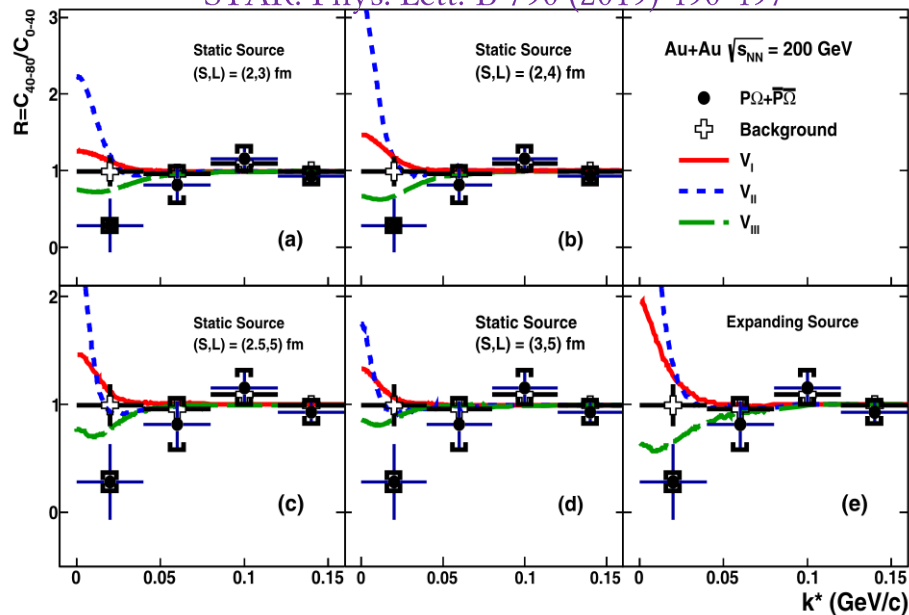 STAR: Phys. Lett. B 790 (2019) 490-497
R=C40-80/C0-40
3
2
1
0
Static Source
(S,L) = (2,3) fm
(a)
Static Source
(S,L) = (2,4) fm
(b)
Au+Au √sNN = 200 GeV
PΩ+P̅Ω̅
Background
VI
VII
VIII
2
1
0
Static Source
(S,L) = (2.5,5) fm
(c)
Static Source
(S,L) = (3,5) fm
(d)
Expanding Source
(e)
0 0.05 0.1 0.15 0 0.05 0.1 0.15 0 0.05 0.1 0.15
k* (GeV/c)